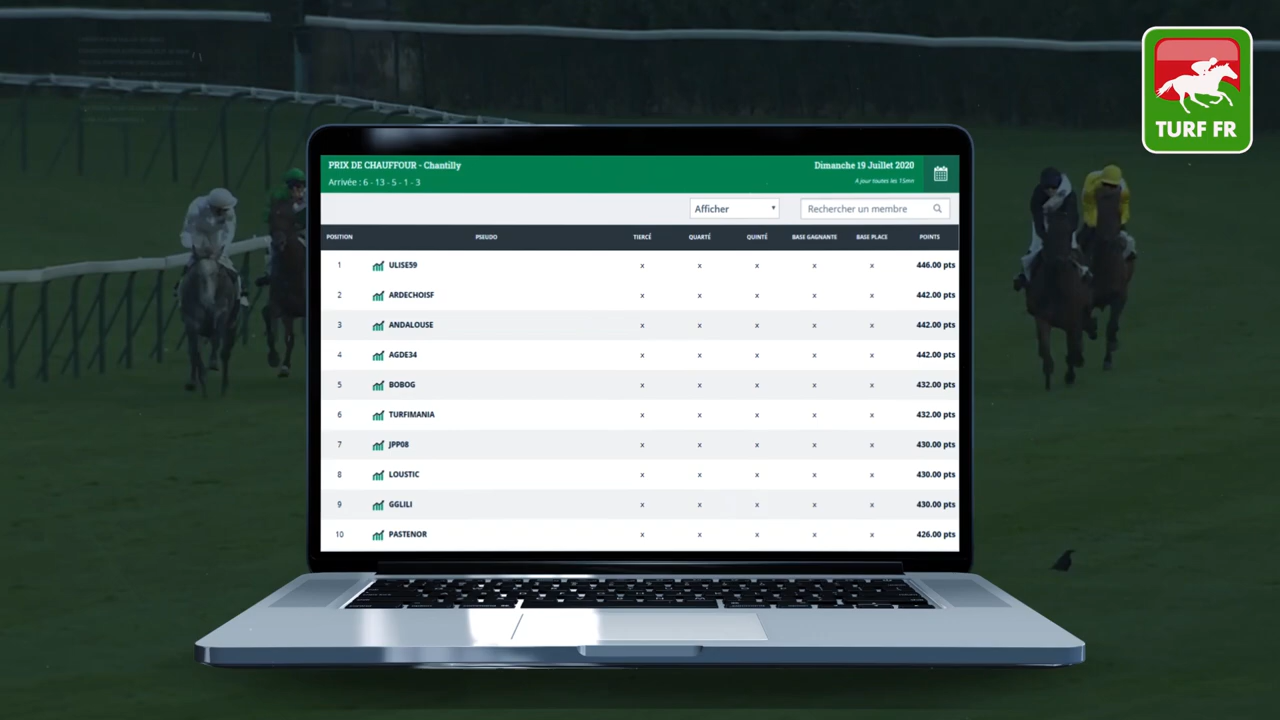 TURF FR
PRIX DE CHAUFFOUR - Chantilly
Dimanche 19 Juillet 2020
Arrivée : 6 - 13 - 5 - 1 - 3
A jour toutes les 15mn
Afficher
Rechercher un membre
POSITION PSEUDO TIERCÉ QUARTÉ QUINTÉ BASE GAGNANTE BASE PLACE POINTS
1 ULISE59 x x x x x 446.00 pts
2 ARDECHOISF x x x x x 442.00 pts
3 ANDALOUSE x x x x x 442.00 pts
4 AGDE34 x x x x x 442.00 pts
5 BOBOG x x x x x 432.00 pts
6 TURFIMANIA x x x x x 432.00 pts
7 JPP08 x x x x x 430.00 pts
8 LOUSTIC x x x x x 430.00 pts
9 GGLILI x x x x x 430.00 pts
10 PASTENOR x x x x x 426.00 pts